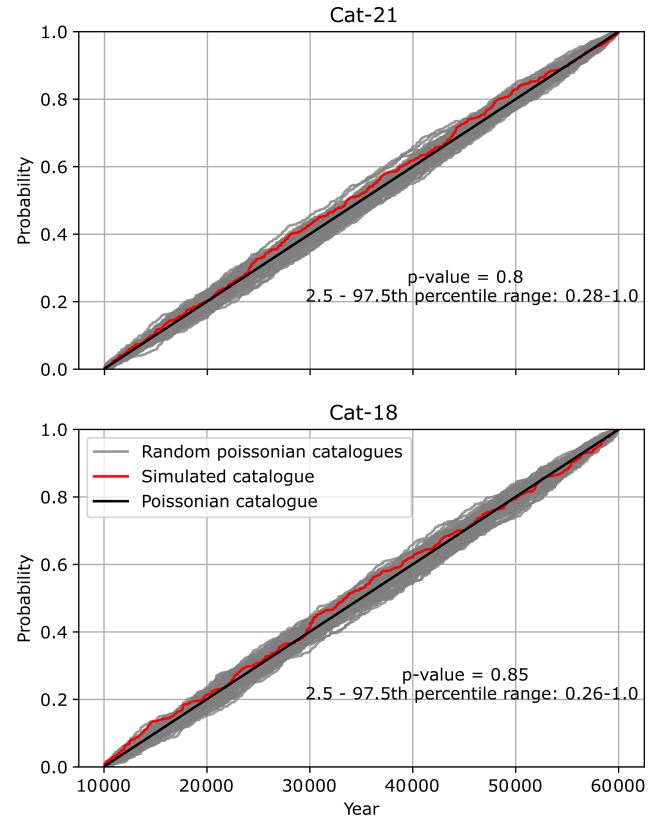 Cat-21
1.0
0.8
0.6
0.4
0.2
0.0
Probability
p-value = 0.8
2.5 - 97.5th percentile range: 0.28-1.0
Cat-18
1.0
0.8
0.6
0.4
0.2
0.0
Probability
Random poissonian catalogues
Simulated catalogue
Poissonian catalogue
p-value = 0.85
2.5 - 97.5th percentile range: 0.26-1.0
10000 20000 30000 40000 50000 60000
Year